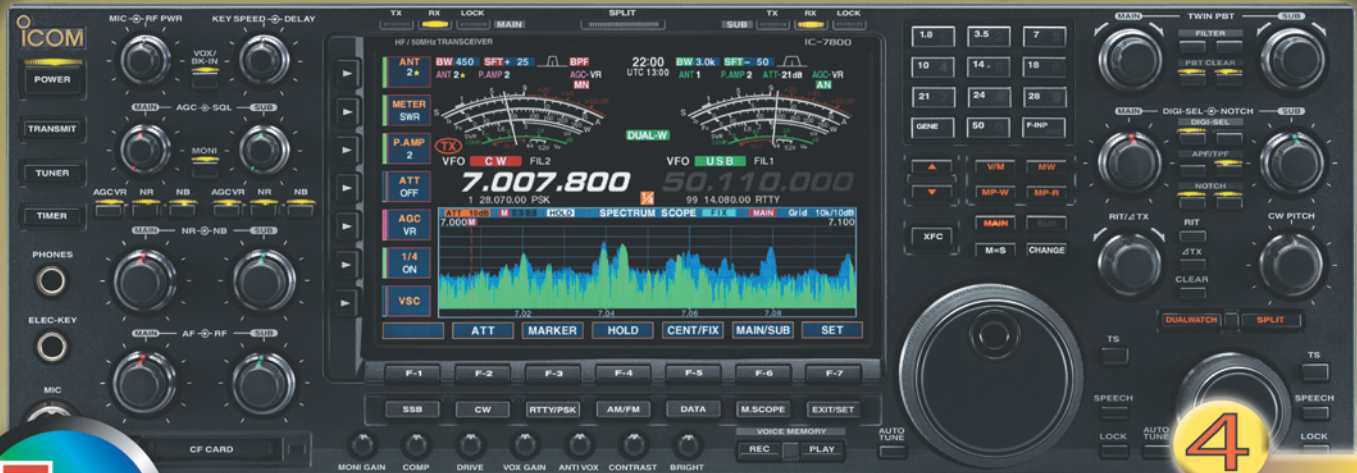 ICOM
MIC RF PWR
KEY SPEED DELAY
TX RX LOCK MAIN
SPLIT
SUB TX RX LOCK
MAIN TWIN PBT SUB
POWER
VOX/
BK-IN
HF / 50MHz TRANSCEIVER
IC-7800
ANT
2
BW 450 SFT+ 25 BPF
ANT 2 P.AMP 2 AGC-VR
MN
22:00
UTC 13:00
BW 3.0k SFT- 50
ANT 1 P.AMP 2 ATT-21dB AGC-VR
AN
1.8 3.5 7
10 14 18
21 24 28
GENE 50 F-INP
FILTER
PBT CLEAR
TRANSMIT
MAIN AGC SQL SUB
METER
SWR
DUAL-W
MAIN DIGI-SEL NOTCH SUB
DIGI-SEL
APF/TPF
NOTCH
TUNER
MONI
P.AMP
2
TX
VFO CW FIL2
VFO USB FIL1
7.007.800
50.110.000
1 28.070.00 PSK
1/4
99 14.080.00 RTTY
V/M MW
MP-W MP-R
MAIN SUB
XFC
M=S CHANGE
AGCVR NR NB
AGCVR NR NB
TIMER
ATT
OFF
NR NB
AGC
VR
ATT 10dB M HOLD SPECTRUM SCOPE FIX MAIN Grid 10k/10dB
7.000 M
7.100
RIT/⊿TX
RIT
⊿TX
CLEAR
CW PITCH
PHONES
1/4
ON
VSC
7.02 7.04 7.06 7.08
ELEC-KEY
MAIN AF RF SUB
ATT MARKER HOLD CENT/FIX MAIN/SUB SET
DUALWATCH SPLIT
TS
TS
F-1 F-2 F-3 F-4 F-5 F-6 F-7
MIC
SSB CW RTTY/PSK AM/FM DATA M.SCOPE EXIT/SET
SPEECH
SPEECH
CF CARD
VOICE MEMORY
REC PLAY
AUTO
TUNE
LOCK
AUTO
TUNE
LOCK
MONI GAIN COMP DRIVE VOX GAIN ANTI VOX CONTRAST BRIGHT
4